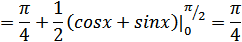 = π/4 + 1/2 (cosx + sinx)|₀^π/2 = π/4